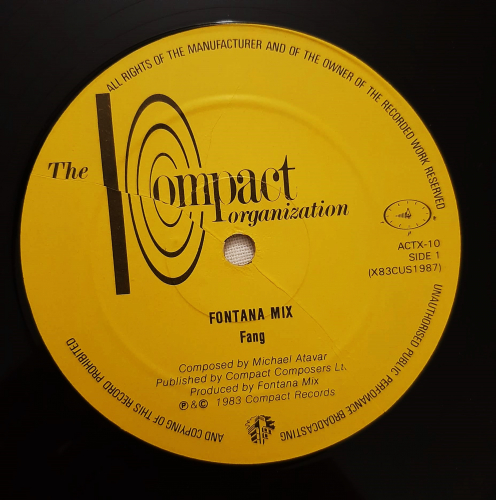 ALL RIGHTS OF THE MANUFACTURER AND OF THE OWNER OF THE RECORDED WORK RESERVED
The Compact
organization
ACTX-10
SIDE 1
(X83CUS1987)
FONTANA MIX
Fang
Composed by Michael Atavar
Published by Compact Composers Lt.
Produced by Fontana Mix
℗ & © 1983 Compact Records
UNAUTHORISED PUBLIC PERFOMANCE BROADCASTING
AND COPYING OF THIS RECORD PROHIBITED